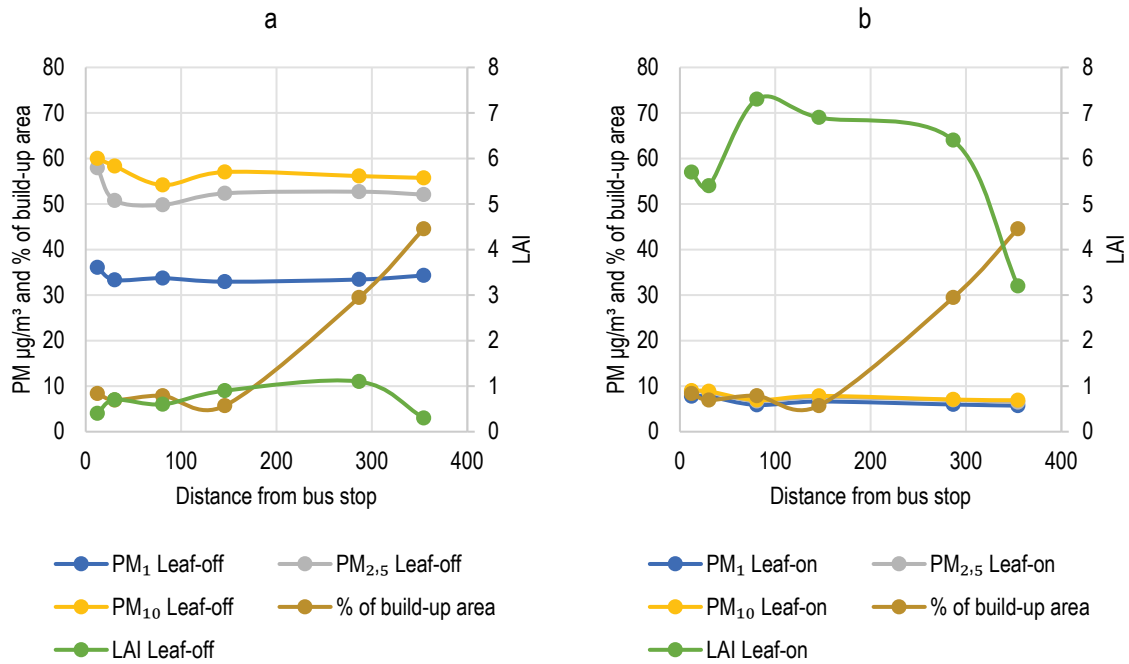 a
80
70
60
50
40
30
20
10
0
8
7
6
5
4
3
2
1
0
0 100 200 300 400
PM µg/m³ and % of build-up area
LAI
Distance from bus stop
PM₁ Leaf-off
PM₂,₅ Leaf-off
PM₁₀ Leaf-off
% of build-up area
LAI Leaf-off
b
80
70
60
50
40
30
20
10
0
8
7
6
5
4
3
2
1
0
0 100 200 300 400
PM µg/m³ and % of build-up area
LAI
Distance from bus stop
PM₁ Leaf-on
PM₂,₅ Leaf-on
PM₁₀ Leaf-on
% of build-up area
LAI Leaf-on